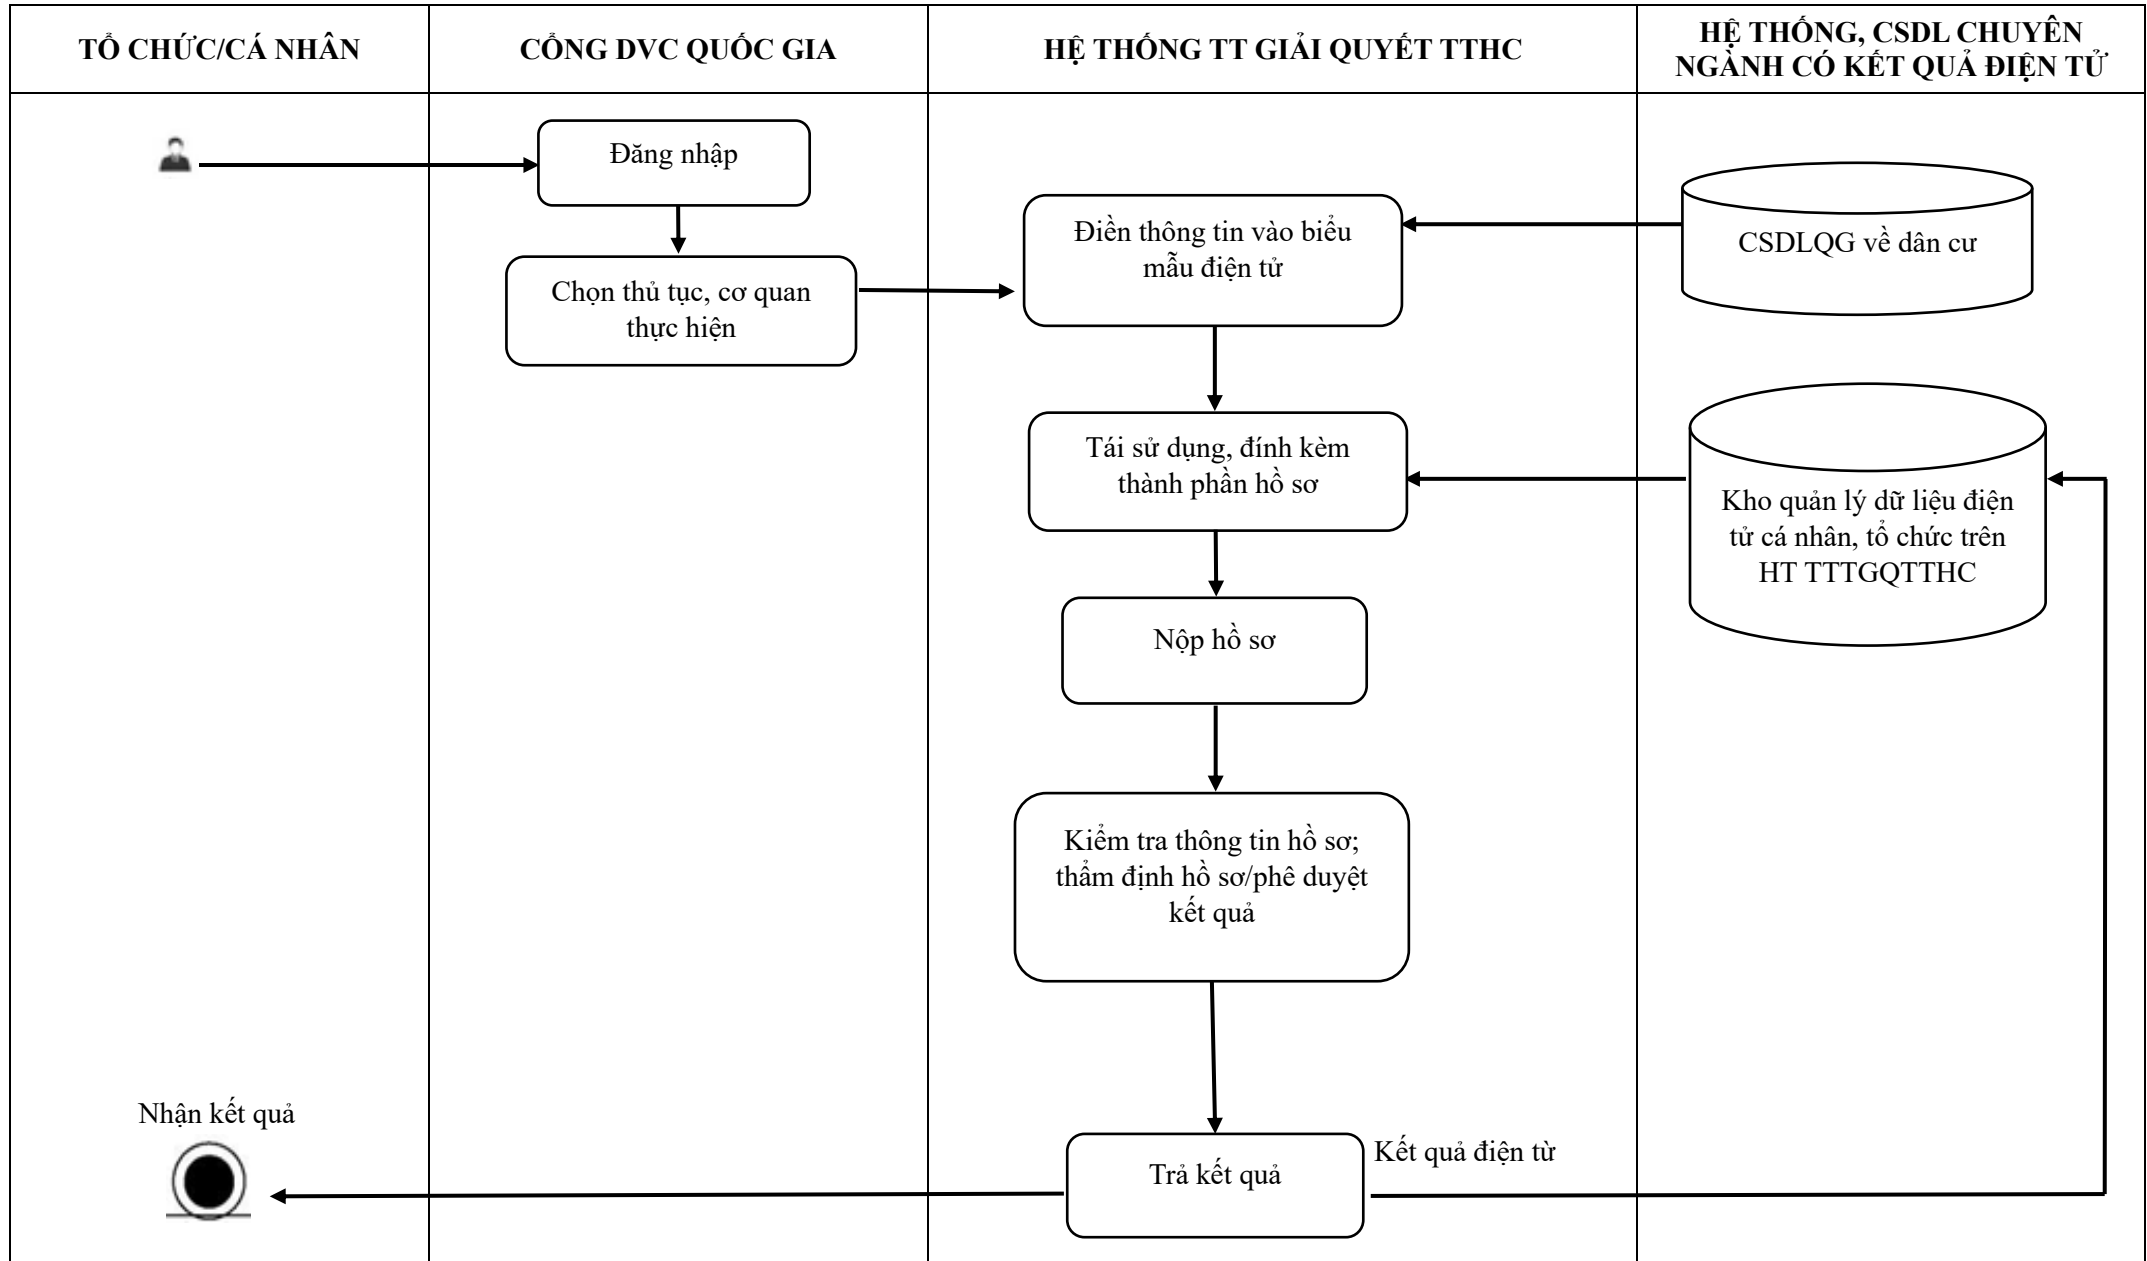 TỔ CHỨC/CÁ NHÂN
CỔNG DVC QUỐC GIA
HỆ THỐNG TT GIẢI QUYẾT TTHC
HỆ THỐNG, CSDL CHUYÊN
NGÀNH CÓ KẾT QUẢ ĐIỆN TỬ
Đăng nhập
Chọn thủ tục, cơ quan
thực hiện
Điền thông tin vào biểu
mẫu điện tử
CSDLQG về dân cư
Tái sử dụng, đính kèm
thành phần hồ sơ
Kho quản lý dữ liệu điện
tử cá nhân, tổ chức trên
HT TTTGQTTHC
Nộp hồ sơ
Kiểm tra thông tin hồ sơ;
thẩm định hồ sơ/phê duyệt
kết quả
Nhận kết quả
Trả kết quả
Kết quả điện từ